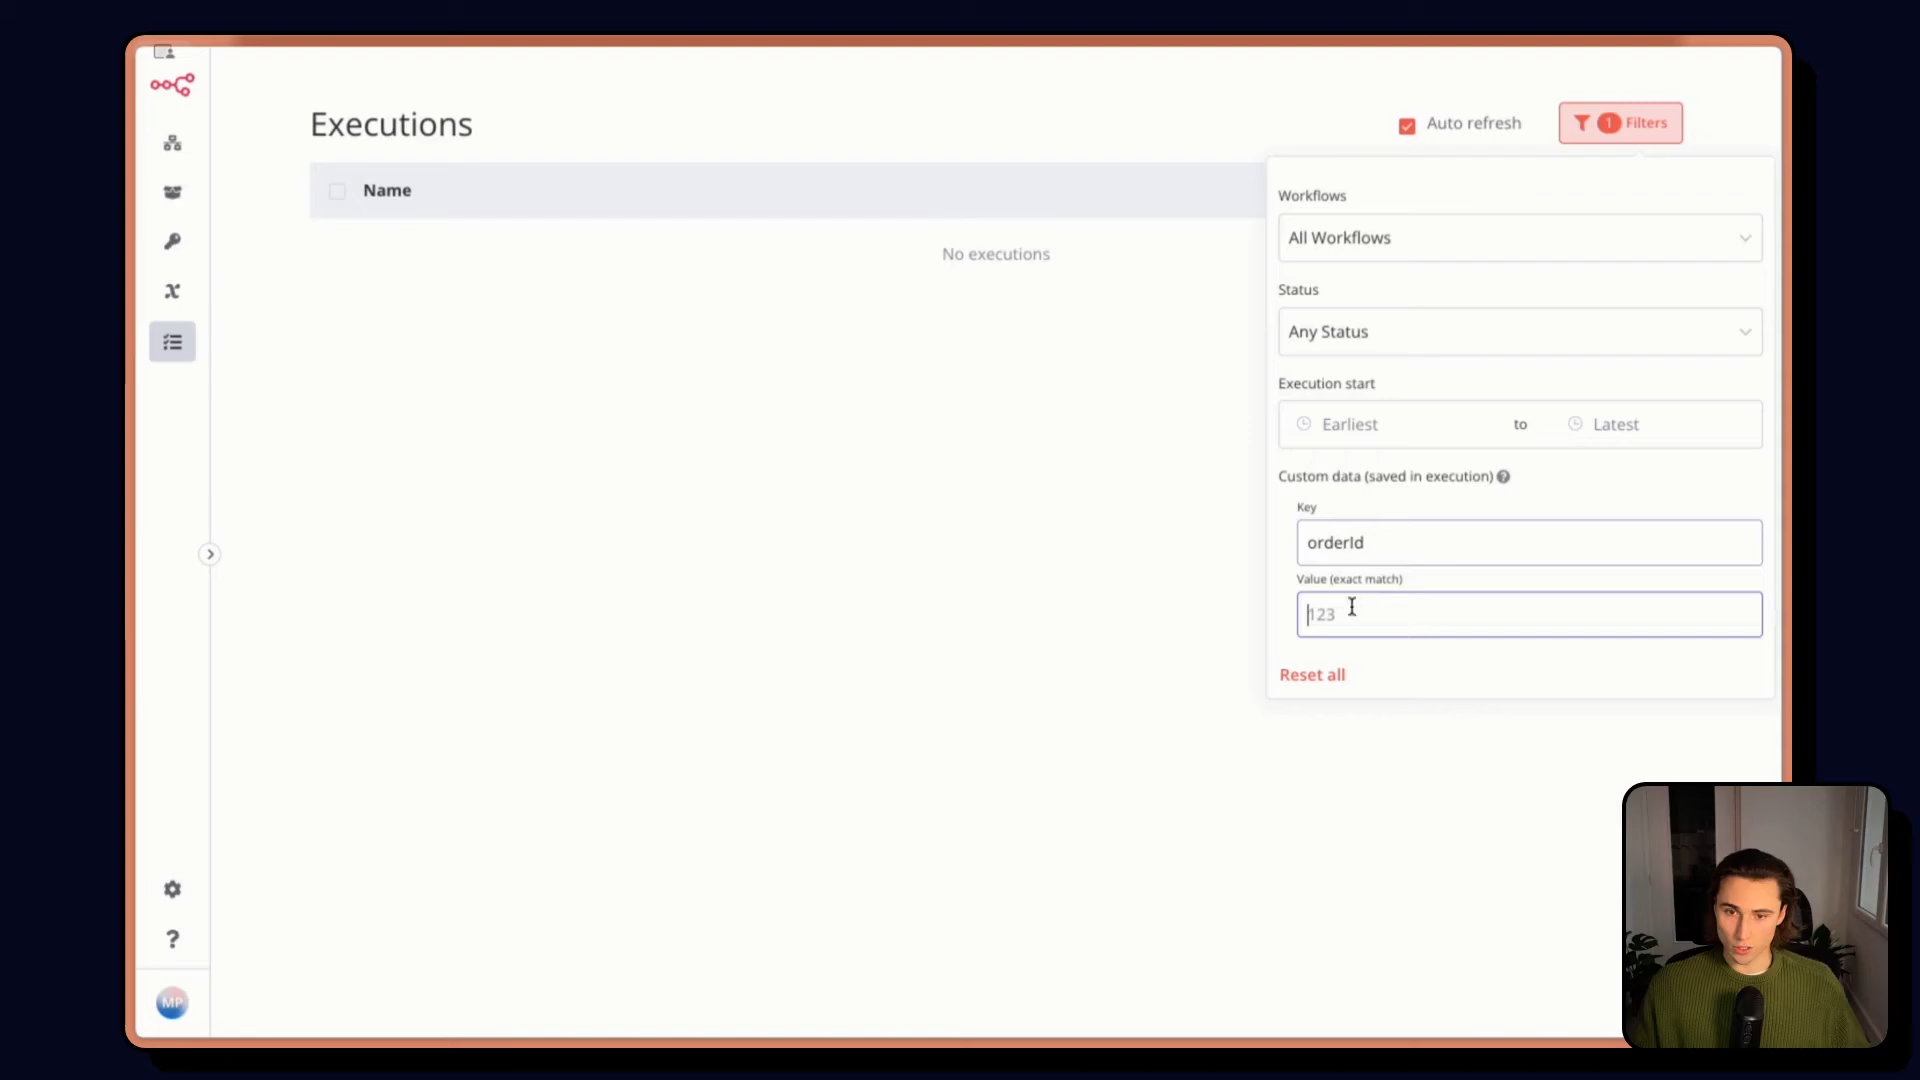 Executions
Auto refresh
1 Filters
Name
No executions
Workflows
All Workflows
Status
Any Status
Execution start
Earliest to Latest
Custom data (saved in execution) ?
Key
orderId
Value (exact match)
123
Reset all
?
MP